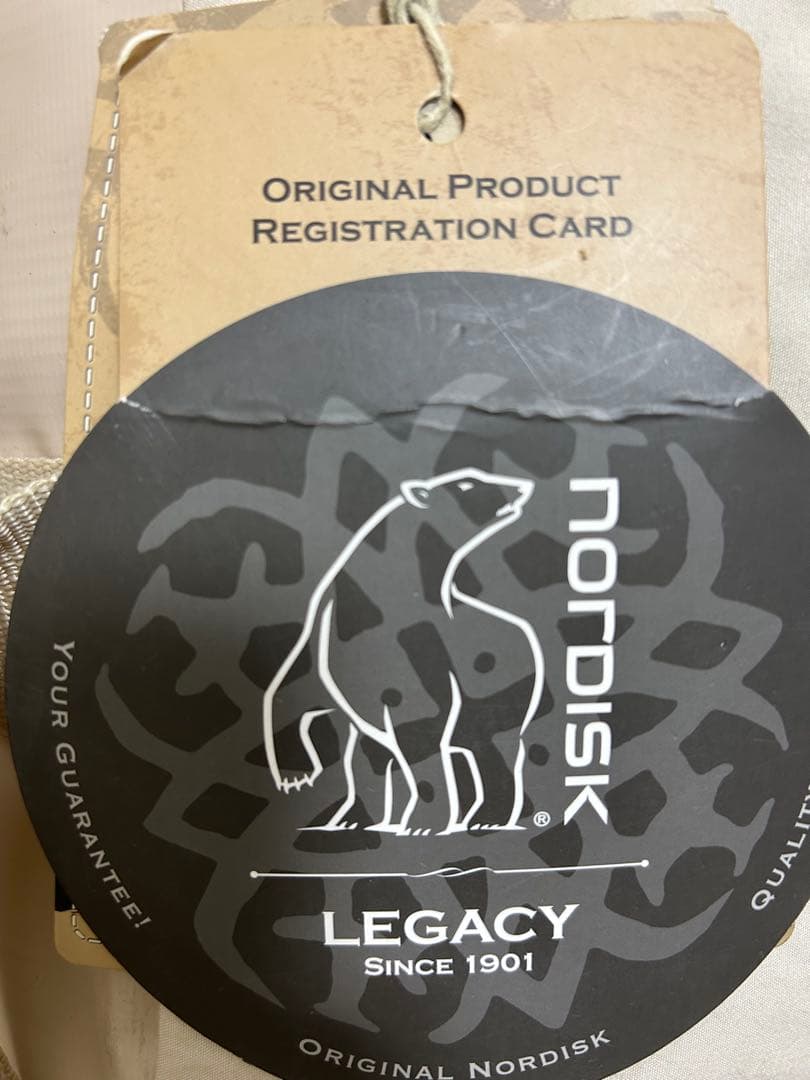 ORIGINAL PRODUCT
REGISTRATION CARD
NORDISK
®
LEGACY
SINCE 1901
YOUR GUARANTEE!
ORIGINAL NORDISK
QUALITY